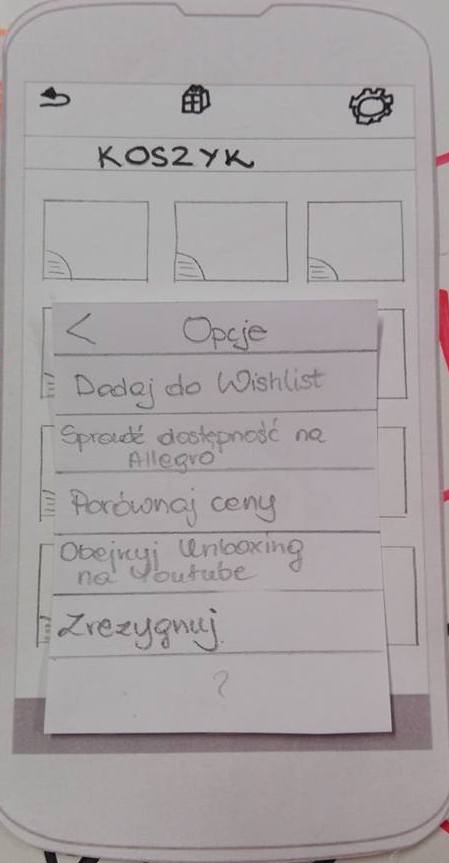 KOSZYK
< Opcje
Dodaj do Wishlist
Sprawdź dostępność na
Allegro
Porównaj ceny
Obejrzyj Unboxing
na Youtube
Zrezygnuj
?